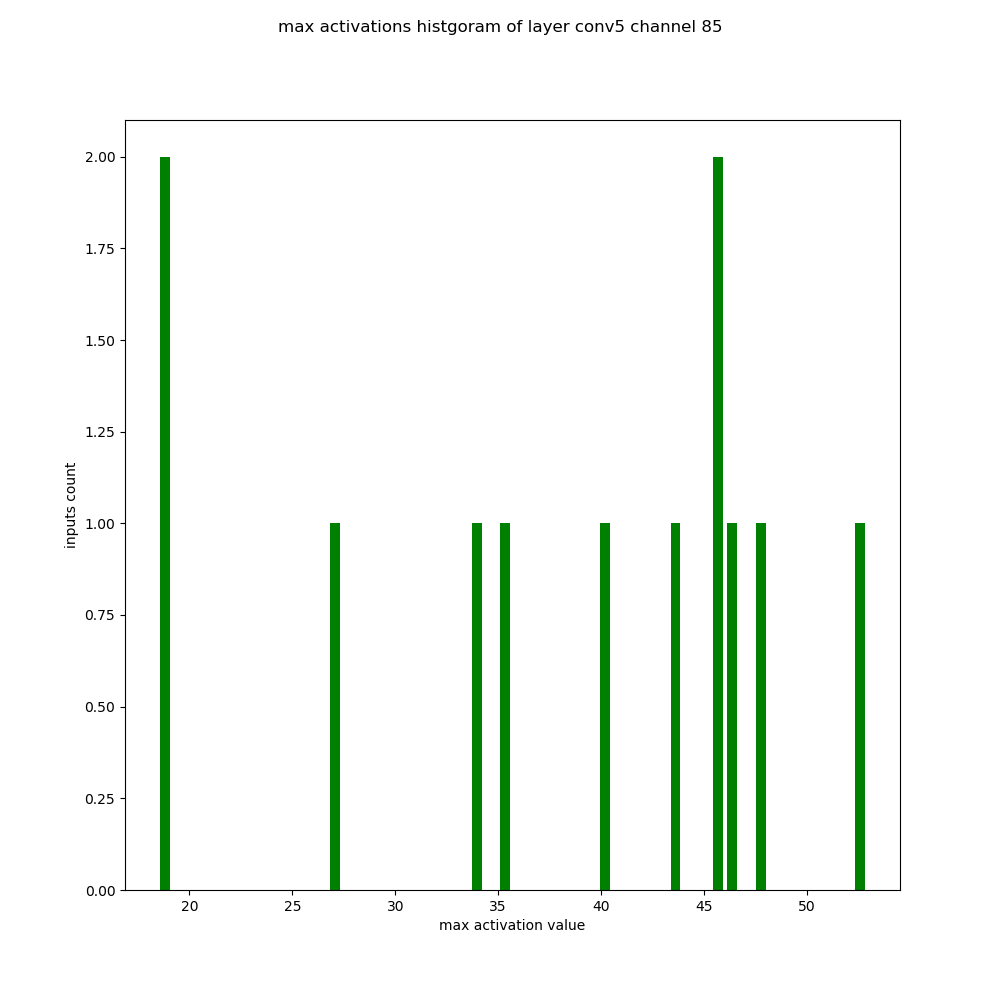 max activations histgoram of layer conv5 channel 85
2.00
1.75
1.50
1.25
1.00
0.75
0.50
0.25
0.00
inputs count
20 25 30 35 40 45 50
max activation value